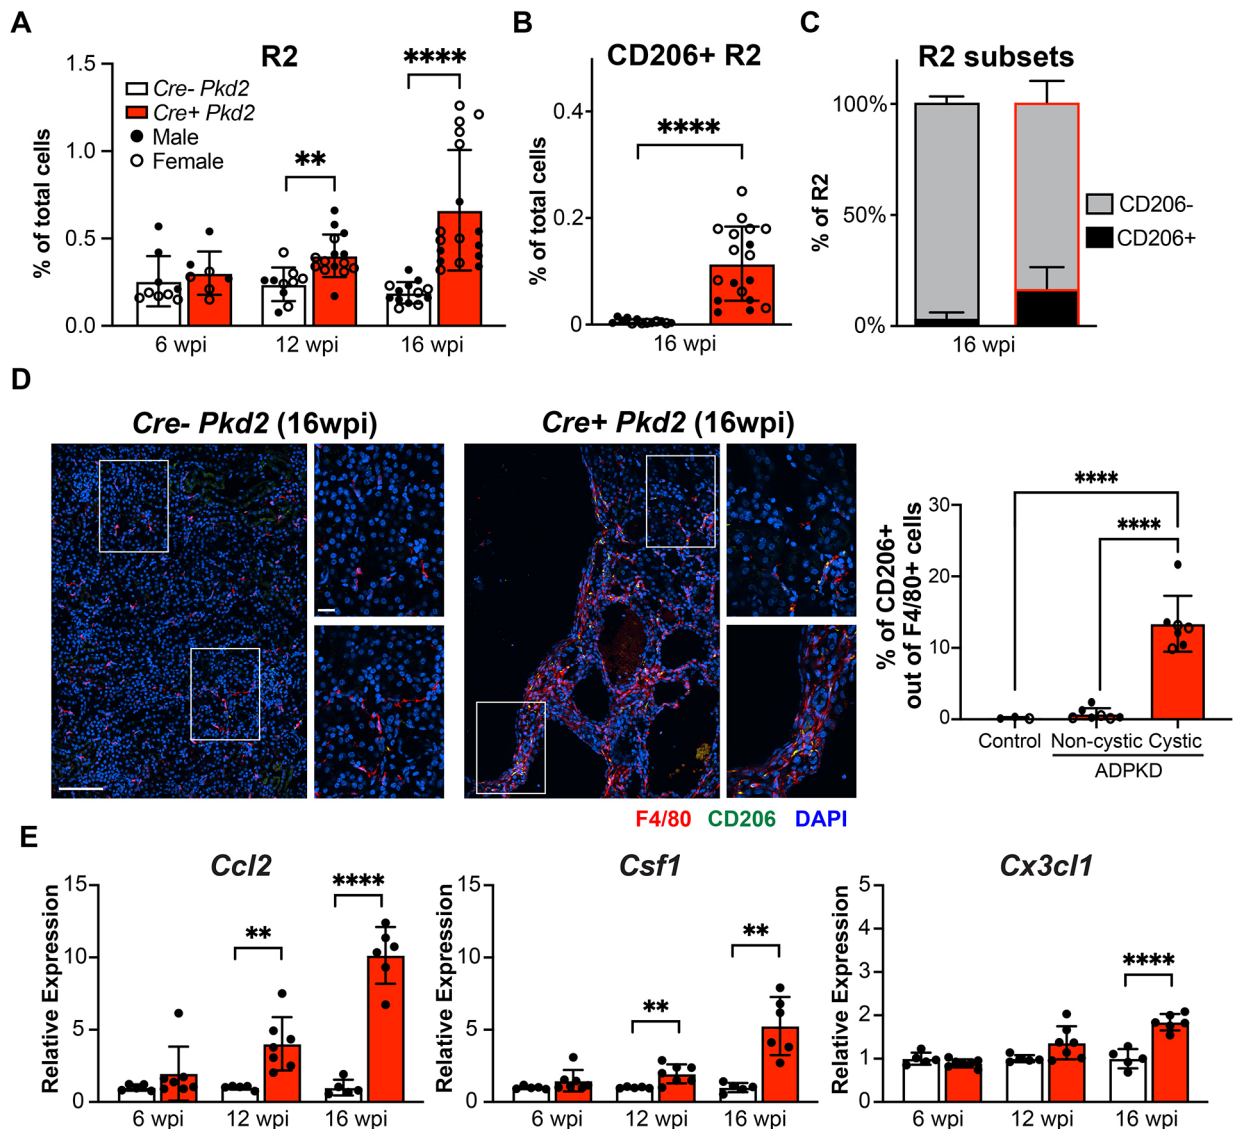 A
R2
% of total cells
1.5
1.0
0.5
0.0
Cre- Pkd2
Cre+ Pkd2
Male
Female
**
****
6 wpi
12 wpi
16 wpi
B
CD206+ R2
% of total cells
0.4
0.2
0
****
16 wpi
C
R2 subsets
% of R2
100%
50%
0%
16 wpi
CD206-
CD206+
D
Cre- Pkd2 (16wpi)
Cre+ Pkd2 (16wpi)
F4/80 CD206 DAPI
% of CD206+
out of F4/80+ cells
30
20
10
0
****
****
Control
Non-cystic
Cystic
ADPKD
E
Ccl2
Relative Expression
15
10
5
0
**
****
6 wpi
12 wpi
16 wpi
Csf1
Relative Expression
15
10
5
0
**
**
6 wpi
12 wpi
16 wpi
Cx3cl1
Relative Expression
5
4
3
2
1
0
****
6 wpi
12 wpi
16 wpi